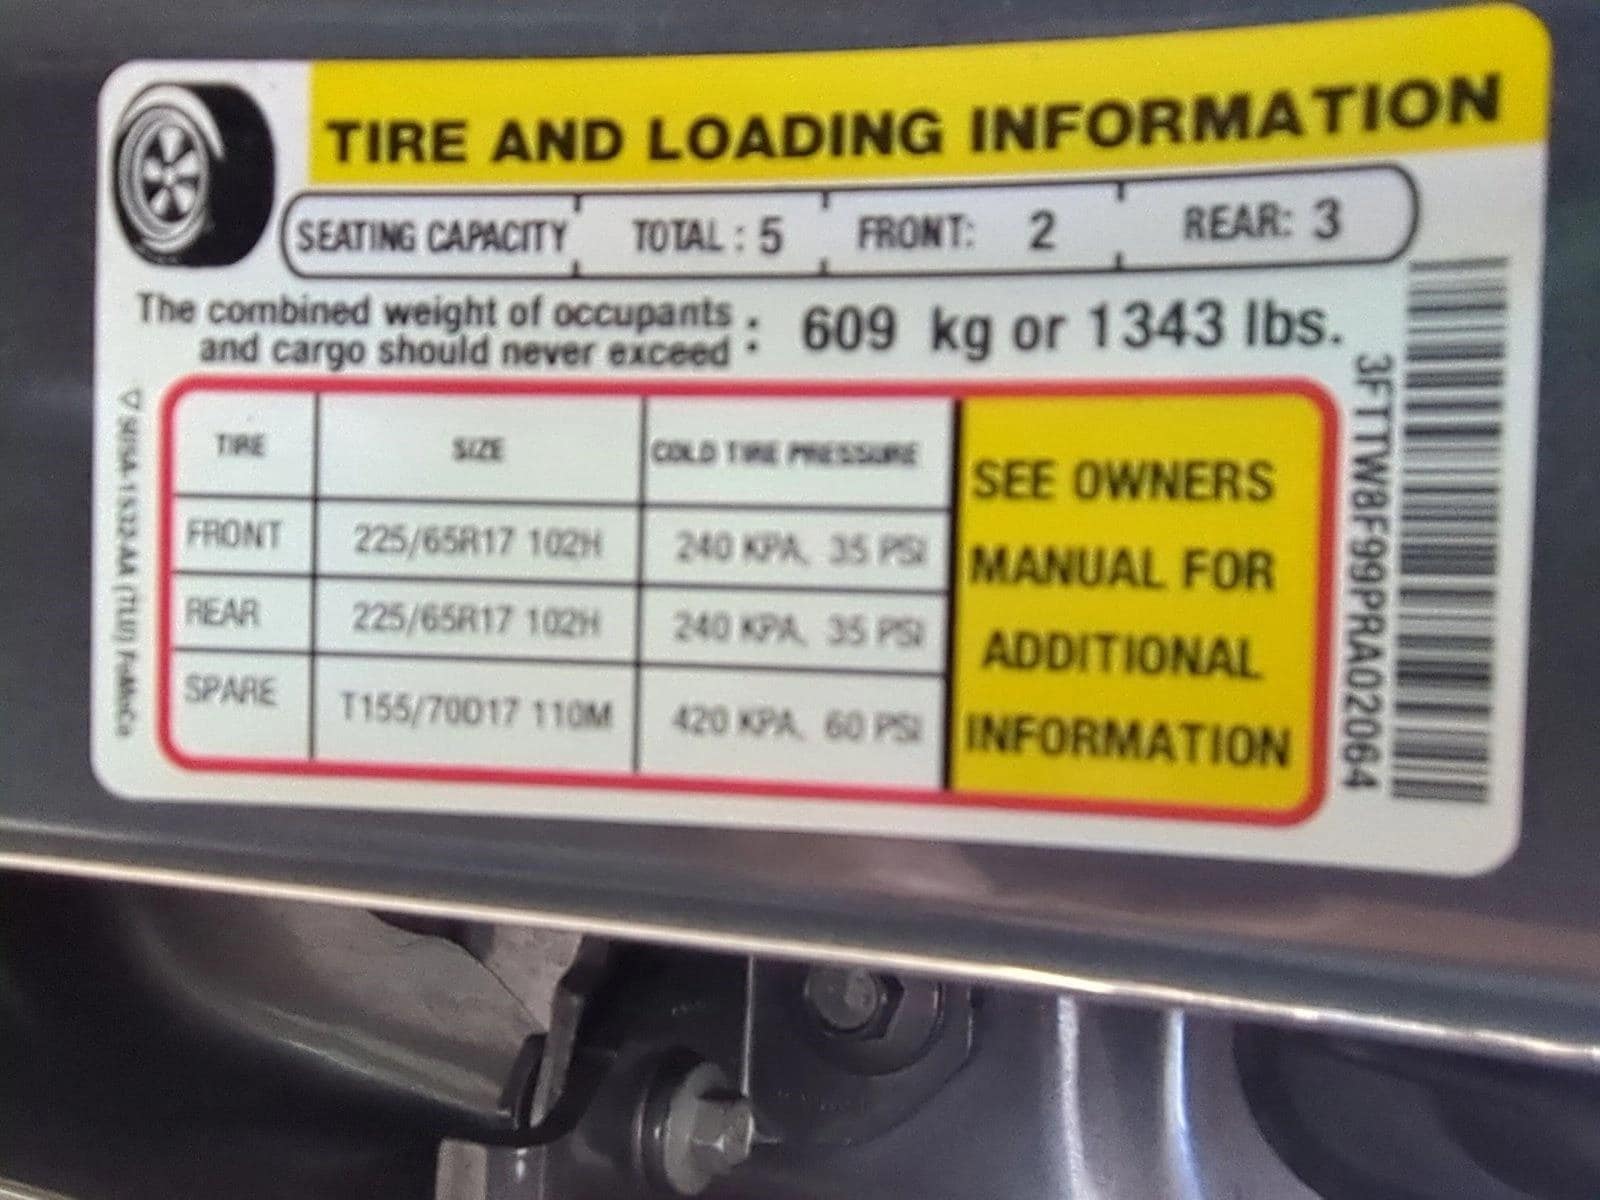 TIRE AND LOADING INFORMATION
SEATING CAPACITY TOTAL : 5 FRONT: 2 REAR: 3
The combined weight of occupants
and cargo should never exceed : 609 kg or 1343 lbs.
TIRE SIZE COLD TIRE PRESSURE
FRONT 225/65R17 102H 240 KPA, 35 PSI
REAR 225/65R17 102H 240 KPA, 35 PSI
SPARE T155/70D17 110M 420 KPA, 60 PSI
SEE OWNERS
MANUAL FOR
ADDITIONAL
INFORMATION
3FTTW8F99PRA02064